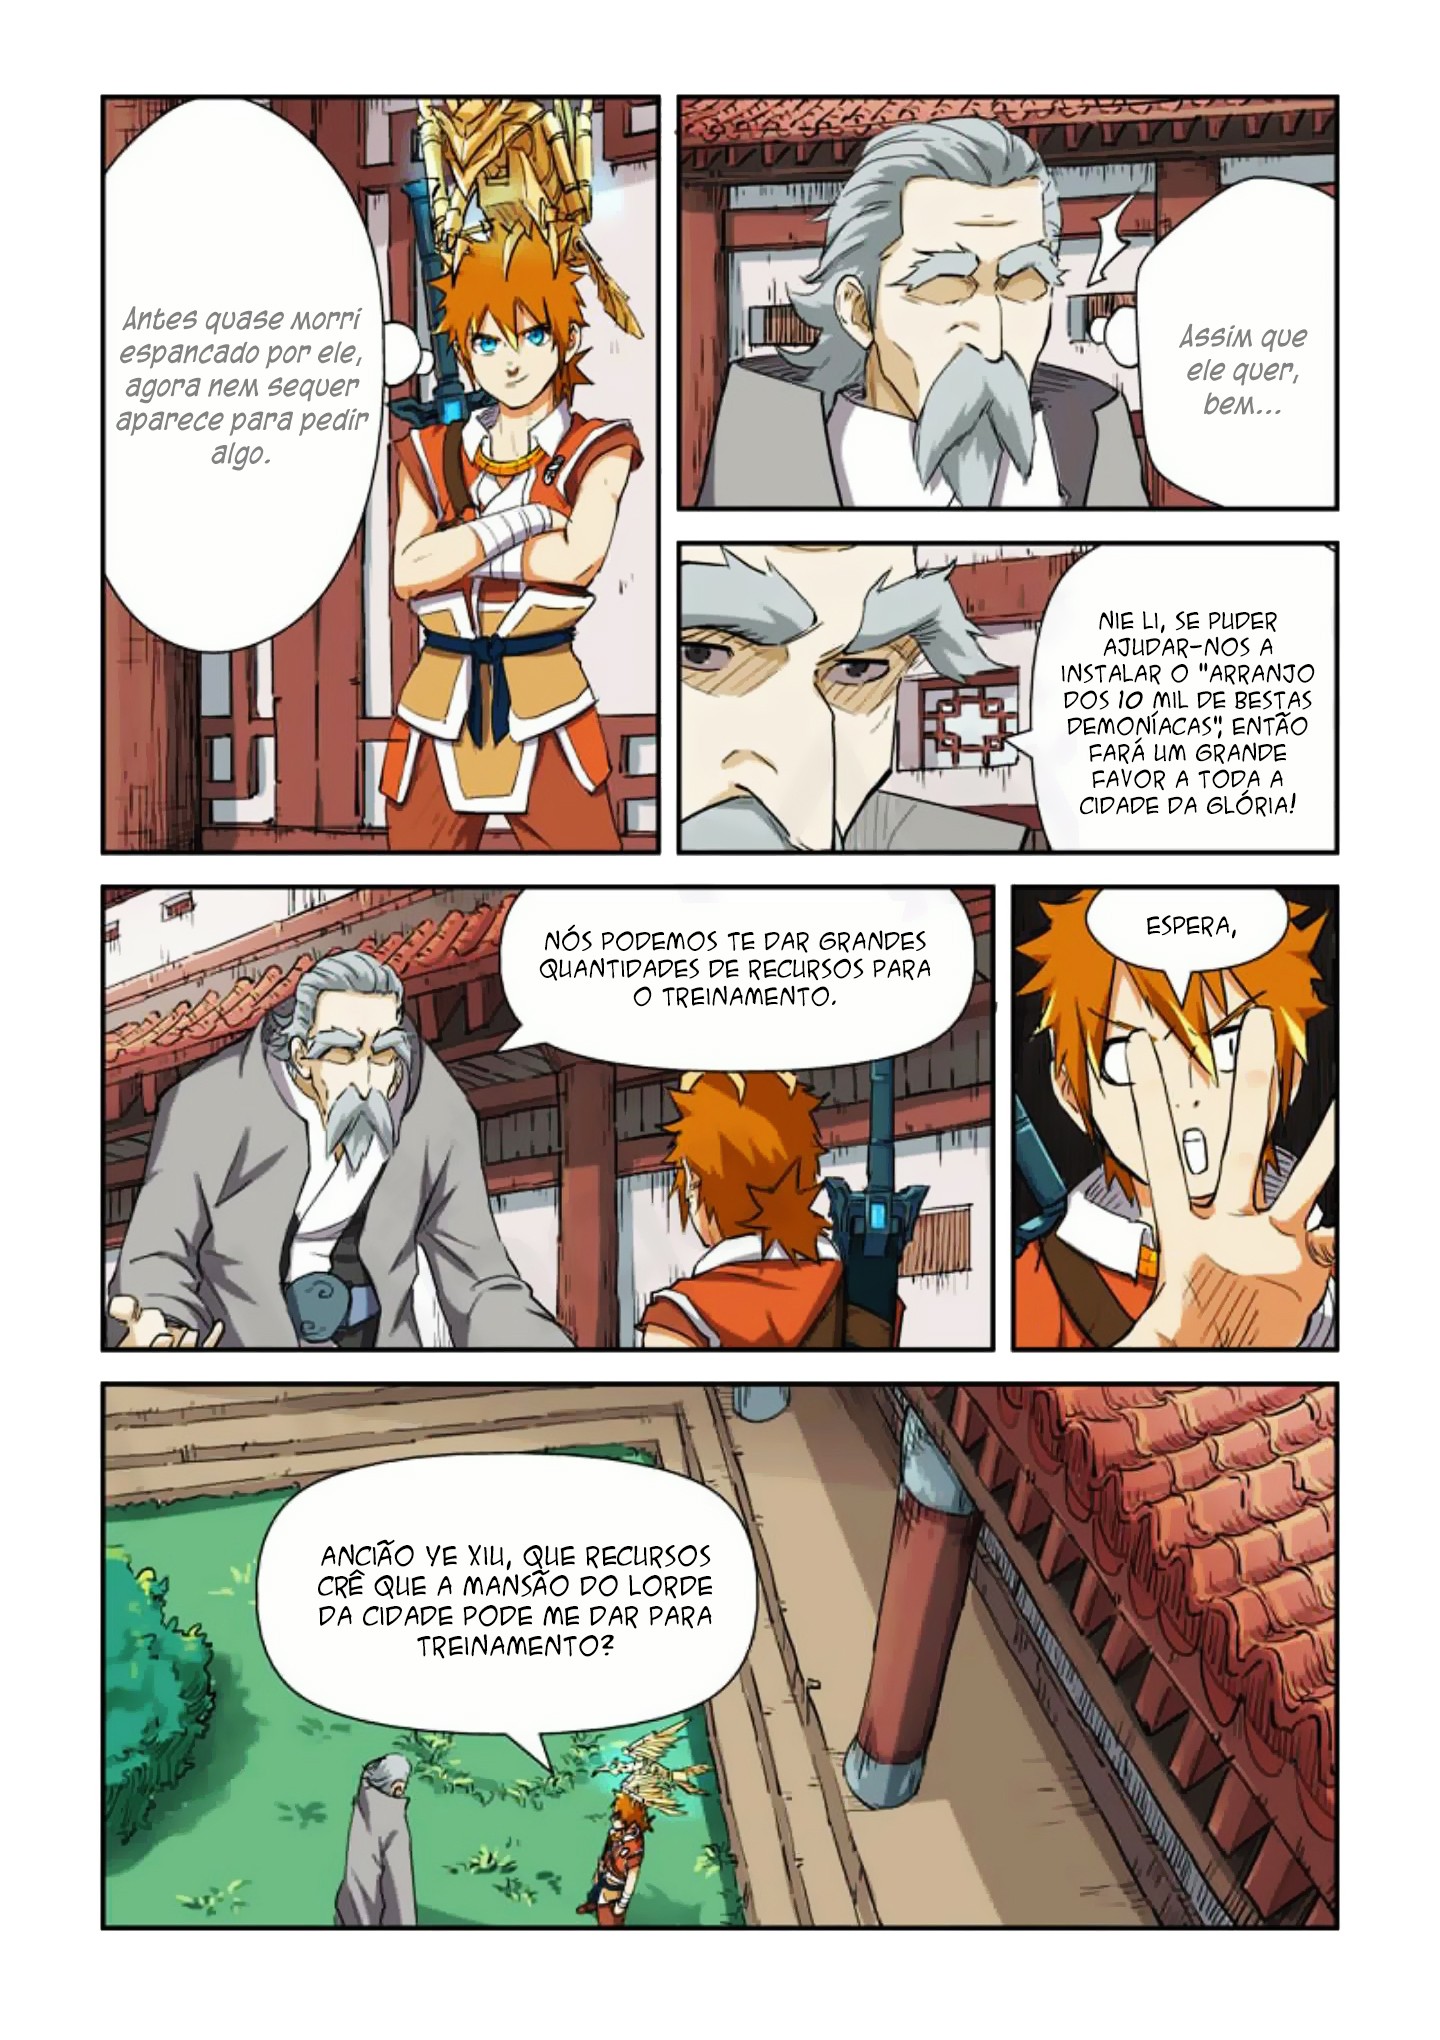 Antes quase morri
espancado por ele,
agora nem sequer
aparece para pedir
algo.
Assim que
ele quer,
bem...
NIE LI, SE PUDER
AJUDAR-NOS A
INSTALAR O "ARRANJO
DOS 10 MIL DE BESTAS
DEMONÍACAS", ENTÃO
FARÁ UM GRANDE
FAVOR A TODA A
CIDADE DA GLÓRIA!
NÓS PODEMOS TE DAR GRANDES
QUANTIDADES DE RECURSOS PARA
O TREINAMENTO.
ESPERA,
ANCIÃO YE XIU, QUE RECURSOS
CRÊ QUE A MANSÃO DO LORDE
DA CIDADE PODE ME DAR PARA
TREINAMENTO?